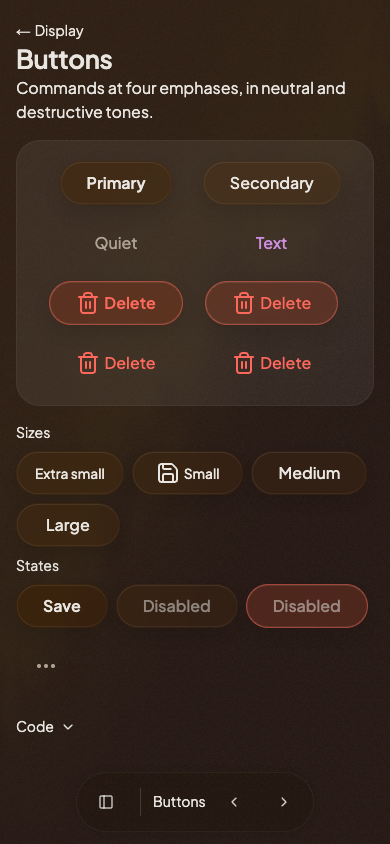 ← Display
Buttons
Commands at four emphases, in neutral and
destructive tones.
Primary
Secondary
Quiet
Text
Delete
Delete
Delete
Delete
Sizes
Extra small
Small
Medium
Large
States
Save
Disabled
Disabled
Code
Buttons